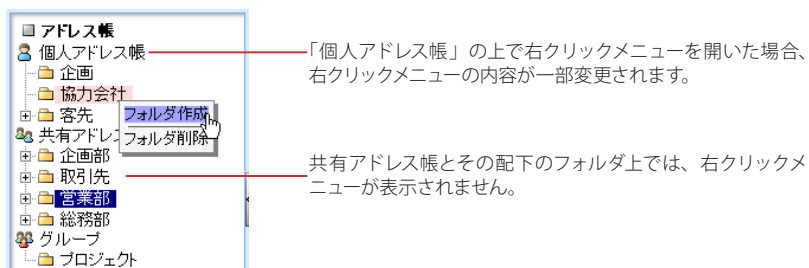 アドレス帳
個人アドレス帳
企画
協力会社
客先
フォルダ作成
フォルダ削除
共有アドレス
企画部
取引先
営業部
総務部
グループ
プロジェクト
「個人アドレス帳」の上で右クリックメニューを開いた場合、
右クリックメニューの内容が一部変更されます。
共有アドレス帳とその配下のフォルダ上では、右クリックメ
ニューが表示されません。